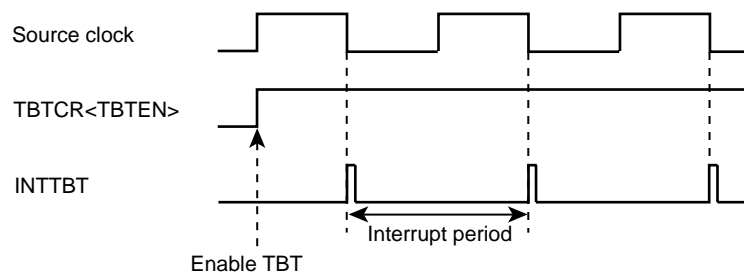 Source clock
TBTCR<TBTEN>
INTTBT
Interrupt period
Enable TBT